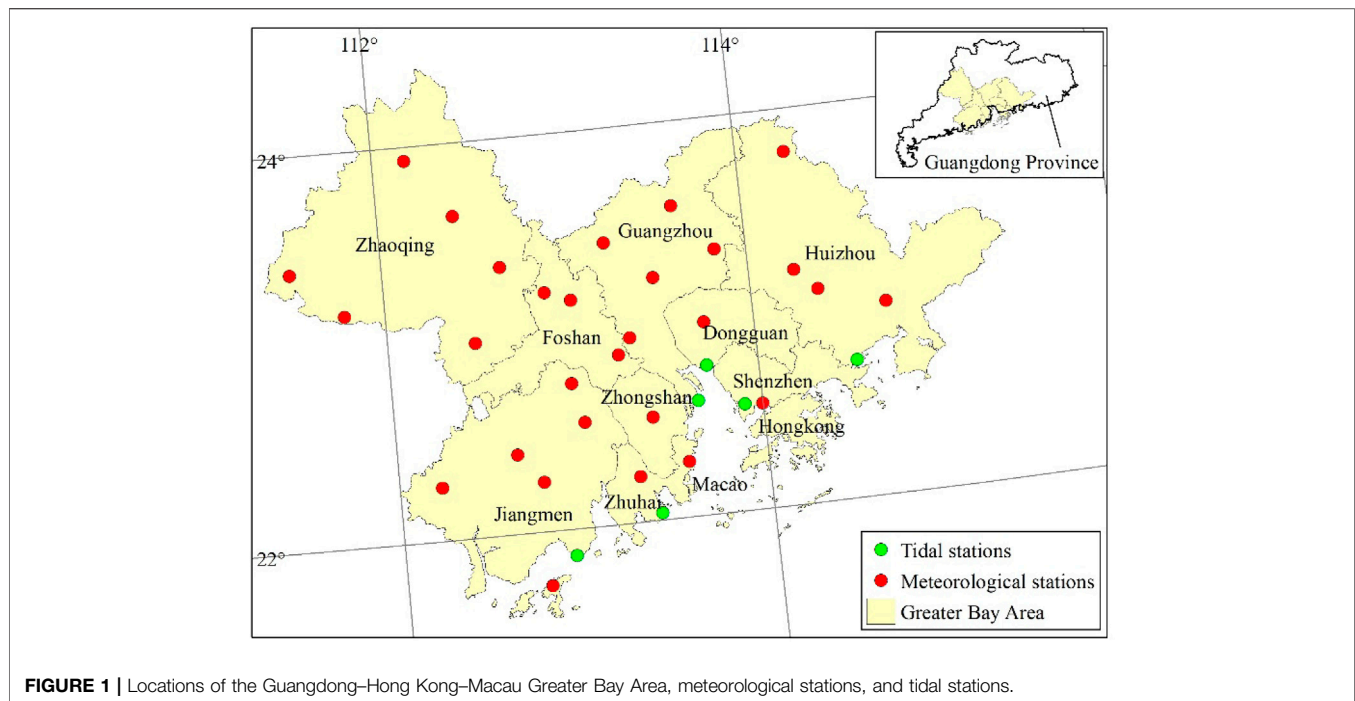 112°
114°
24°
Guangdong Province
Guangzhou
Zhaoqing
Huizhou
Foshan
Dongguan
Shenzhen
Zhongshan
Hongkong
Macao
Zhuhai
Jiangmen
22°
Tidal stations
Meteorological stations
Greater Bay Area
FIGURE 1 | Locations of the Guangdong–Hong Kong–Macau Greater Bay Area, meteorological stations, and tidal stations.